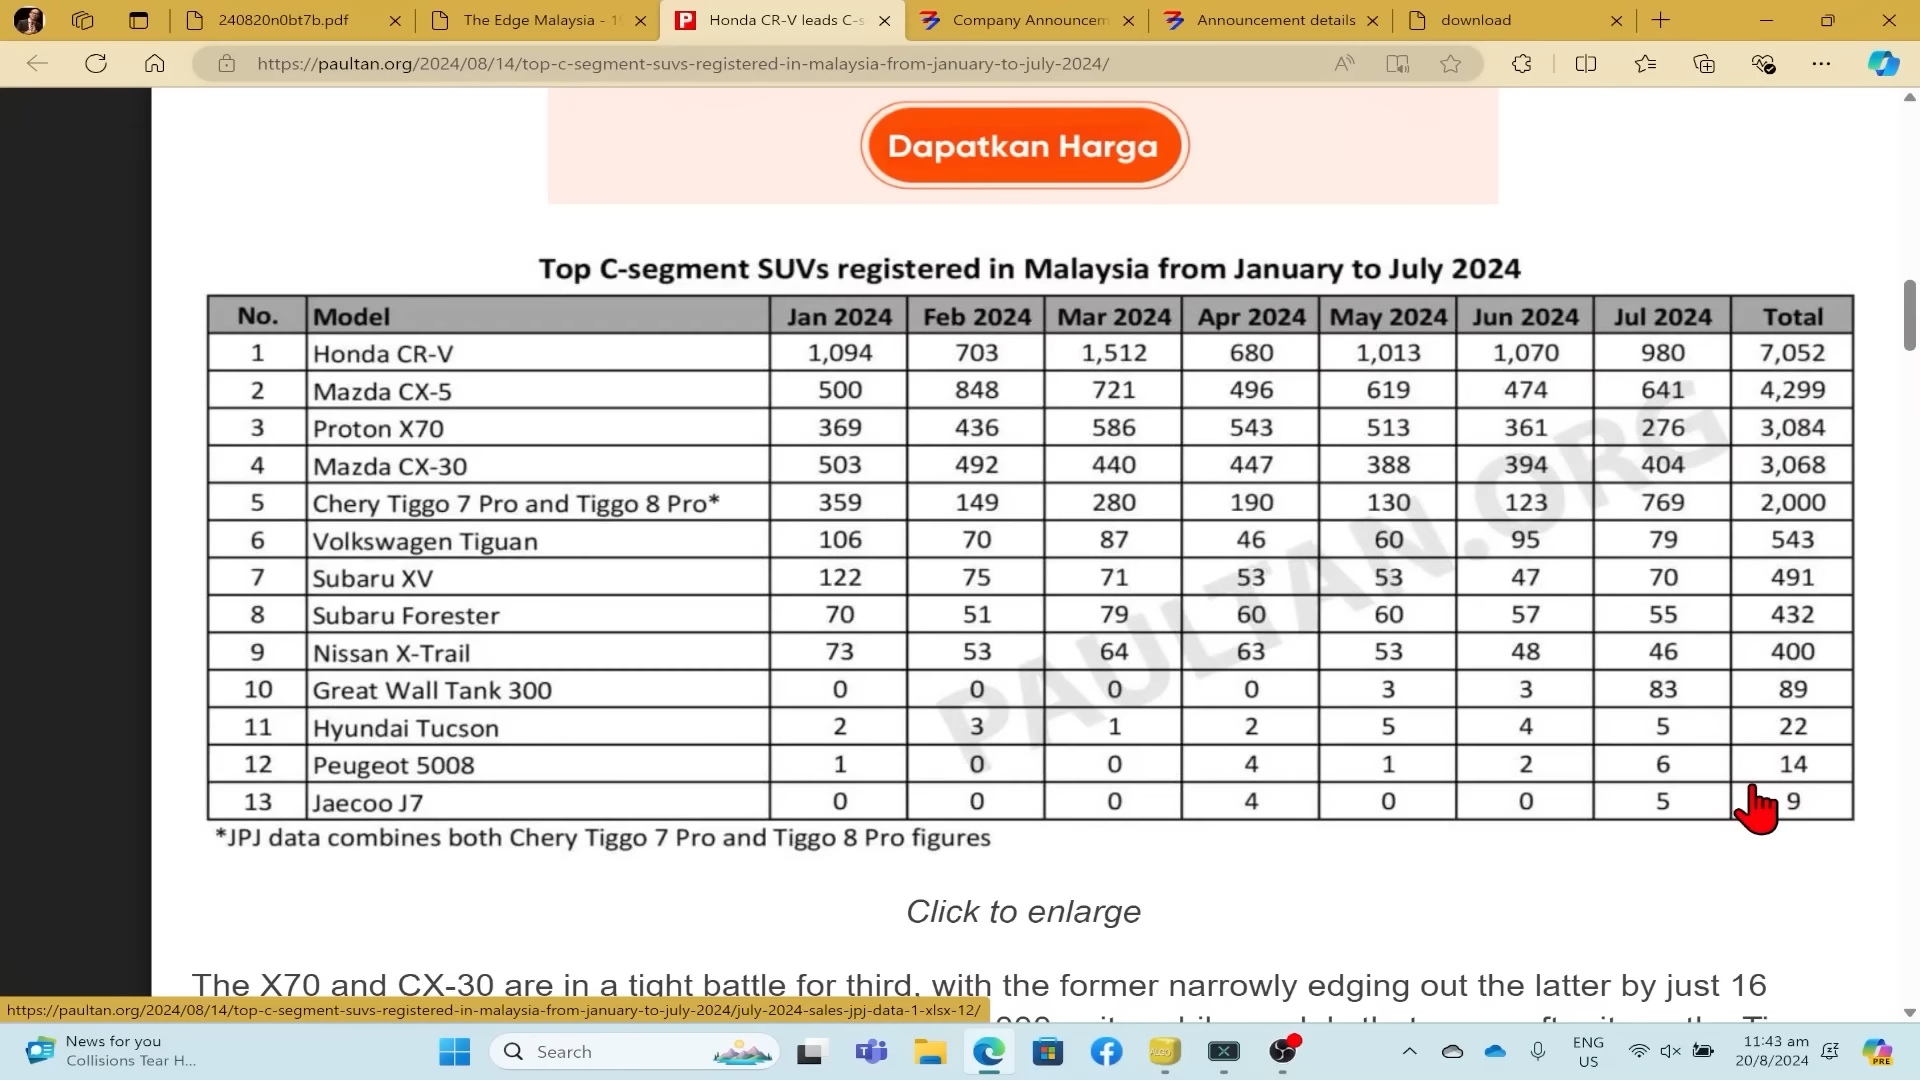 240820n0bt7b.pdf
The Edge Malaysia -
Honda CR-V leads C-s
Company Announcem
Announcement details
download
https://paultan.org/2024/08/14/top-c-segment-suvs-registered-in-malaysia-from-january-to-july-2024/
Dapatkan Harga
Top C-segment SUVs registered in Malaysia from January to July 2024
No. Model Jan 2024 Feb 2024 Mar 2024 Apr 2024 May 2024 Jun 2024 Jul 2024 Total
1 Honda CR-V 1,094 703 1,512 680 1,013 1,070 980 7,052
2 Mazda CX-5 500 848 721 496 619 474 641 4,299
3 Proton X70 369 436 586 543 513 361 276 3,084
4 Mazda CX-30 503 492 440 447 388 394 404 3,068
5 Chery Tiggo 7 Pro and Tiggo 8 Pro* 359 149 280 190 130 123 769 2,000
6 Volkswagen Tiguan 106 70 87 46 60 95 79 543
7 Subaru XV 122 75 71 53 53 47 70 491
8 Subaru Forester 70 51 79 60 60 57 55 432
9 Nissan X-Trail 73 53 64 63 53 48 46 400
10 Great Wall Tank 300 0 0 0 0 3 3 83 89
11 Hyundai Tucson 2 3 1 2 5 4 5 22
12 Peugeot 5008 1 0 0 4 1 2 6 14
13 Jaecoo J7 0 0 0 4 0 0 5 9
PAULTAN.ORG
*JPJ data combines both Chery Tiggo 7 Pro and Tiggo 8 Pro figures
Click to enlarge
The X70 and CX-30 are in a tight battle for third, with the former narrowly edging out the latter by just 16
https://paultan.org/2024/08/14/top-c-segment-suvs-registered-in-malaysia-from-january-to-july-2024/july-2024-sales-jpj-data-1-xlsx-12/
News for you
Collisions Tear H...
Search
ALGO
ENG
US
11:43 am
20/8/2024
PRE